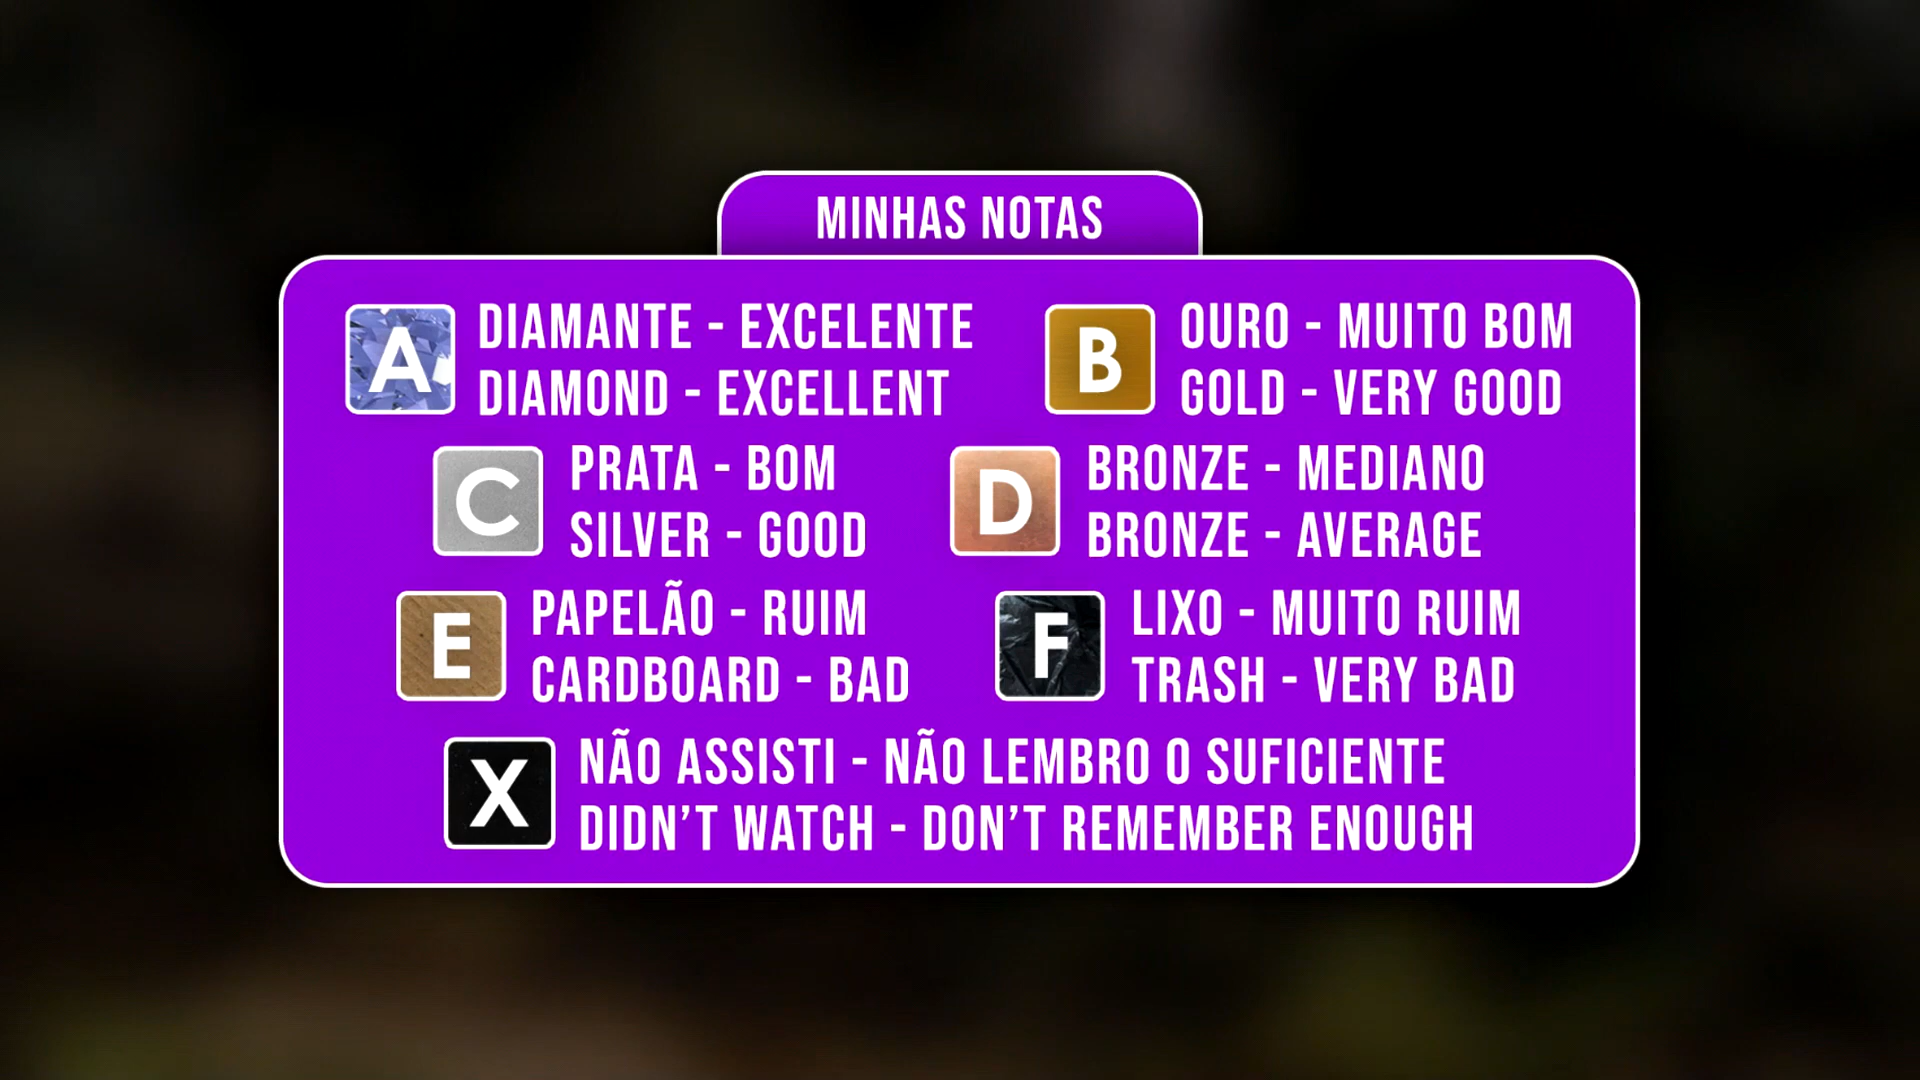 MINHAS NOTAS
A
DIAMANTE - EXCELENTE
DIAMOND - EXCELLENT
B
OURO - MUITO BOM
GOLD - VERY GOOD
C
PRATA - BOM
SILVER - GOOD
D
BRONZE - MEDIANO
BRONZE - AVERAGE
E
PAPELÃO - RUIM
CARDBOARD - BAD
F
LIXO - MUITO RUIM
TRASH - VERY BAD
X
NÃO ASSISTI - NÃO LEMBRO O SUFICIENTE
DIDN'T WATCH - DON'T REMEMBER ENOUGH